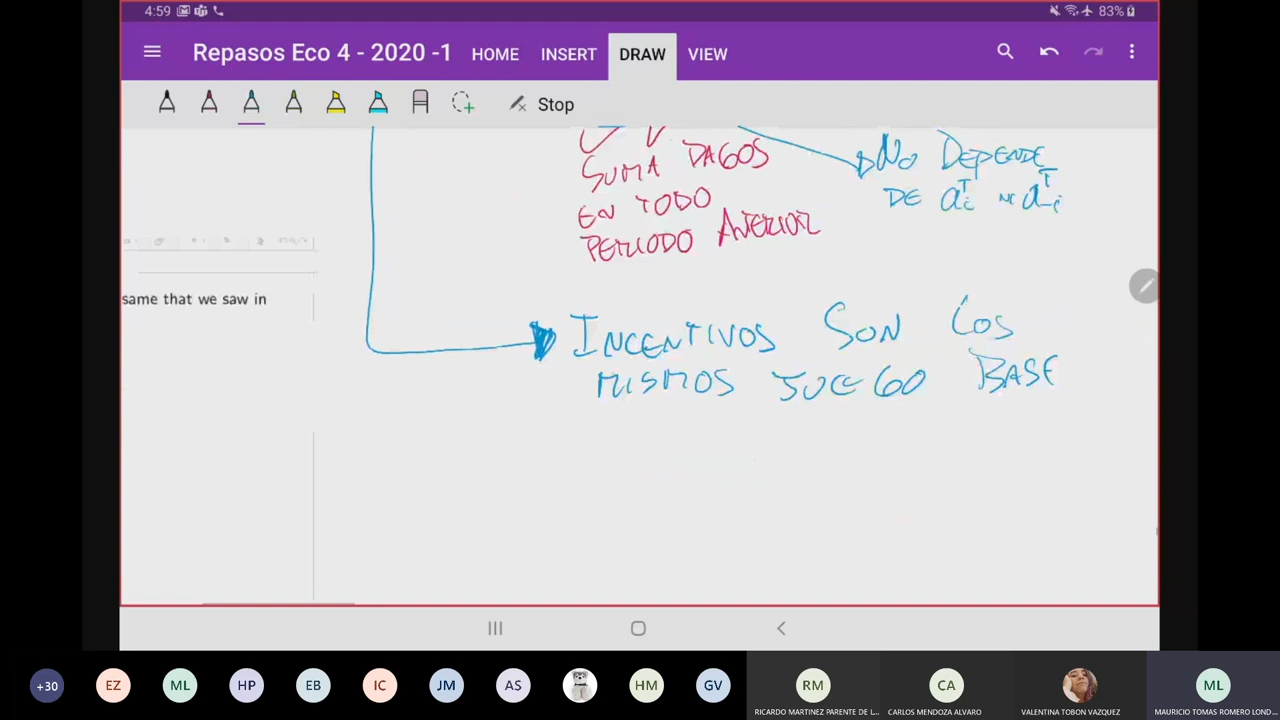 4:59
83%
Repasos Eco 4 - 2020 -1
HOME
INSERT
DRAW
VIEW
Stop
SUMA PAGOS
EN TODO
PERIODO ANTERIOR
NO DEPENDE
DE a_i^T NI a_{-i}^T
same that we saw in
INCENTIVOS SON LOS
MISMOS JUEGO BASE
+30
EZ
ML
HP
EB
IC
JM
AS
HM
GV
RM
RICARDO MARTINEZ PARENTE DE L...
CA
CARLOS MENDOZA ALVARO
VALENTINA TOBON VAZQUEZ
ML
MAURICIO TOMAS ROMERO LOND...